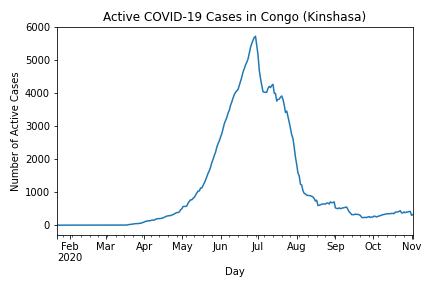 Active COVID-19 Cases in Congo (Kinshasa)
6000
5000
4000
3000
2000
1000
0
Number of Active Cases
Feb Mar Apr May Jun Jul Aug Sep Oct Nov
2020
Day